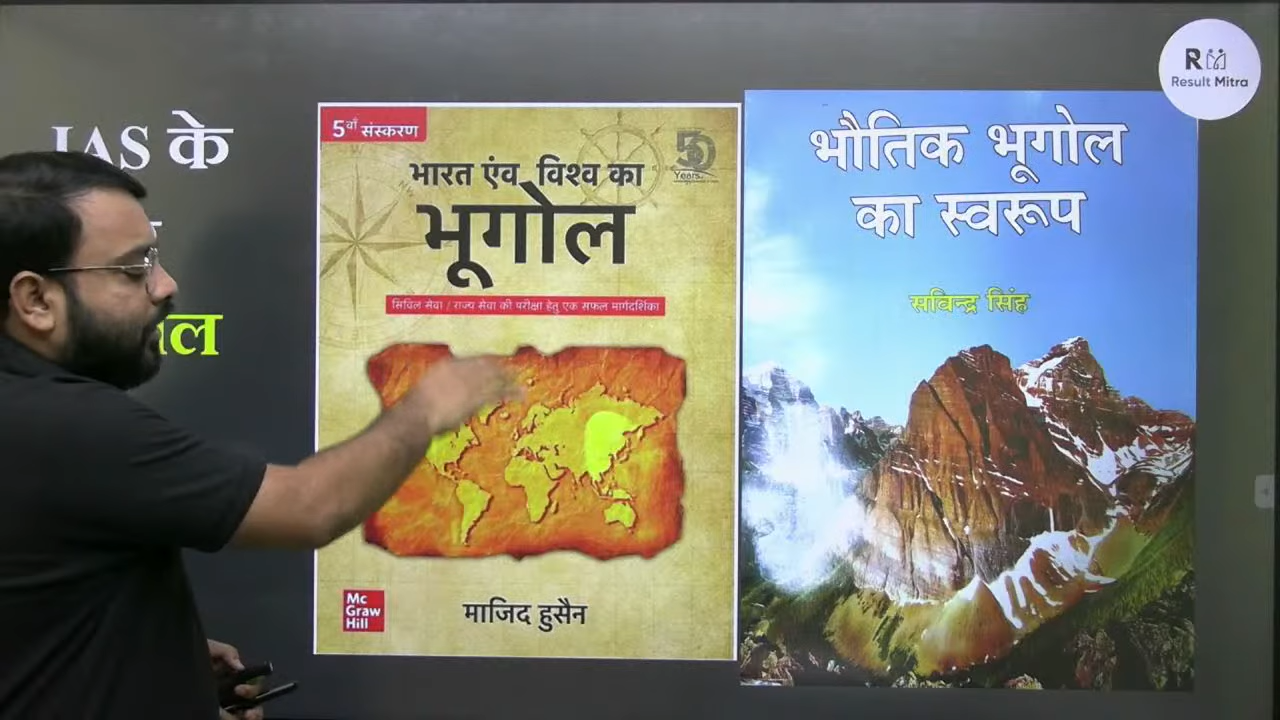 IAS के
5वाँ संस्करण
50
Years
भारत एंव विश्व का
भूगोल
सिविल सेवा / राज्य सेवा की परीक्षा हेतु एक सफल मार्गदर्शिका
Mc
Graw
Hill
माजिद हुसैन
भौतिक भूगोल
का स्वरूप
सविन्द्र सिंह
R
Result Mitra